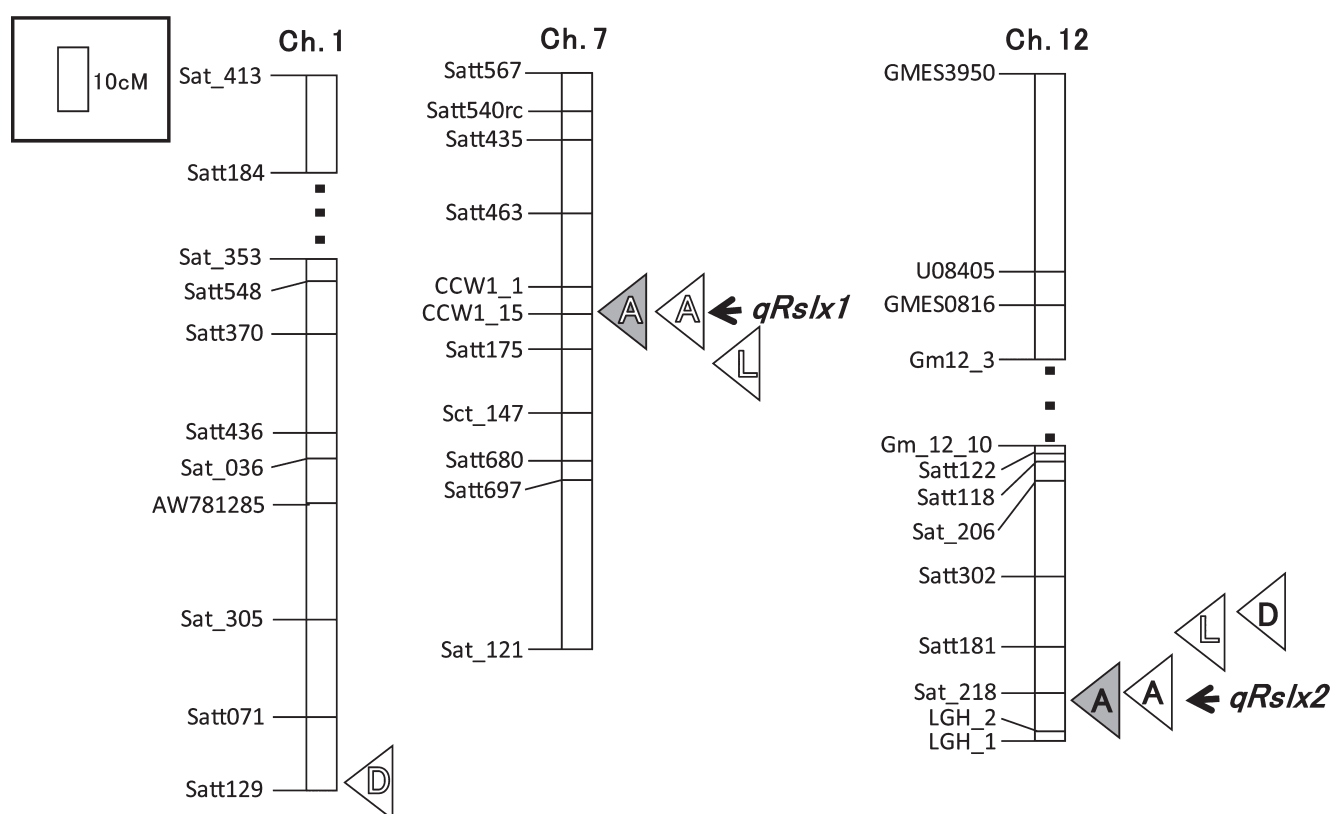 10cM
Ch. 1
Sat_413
Satt184
Sat_353
Satt548
Satt370
Satt436
Sat_036
AW781285
Sat_305
Satt071
Satt129
D
Ch. 7
Satt567
Satt540rc
Satt435
Satt463
CCW1_1
CCW1_15
A A qRslx1
Satt175
L
Sct_147
Satt680
Satt697
Sat_121
Ch. 12
GMES3950
U08405
GMES0816
Gm12_3
Gm_12_10
Satt122
Satt118
Sat_206
Satt302
Satt181
L D
Sat_218
A A qRslx2
LGH_2
LGH_1